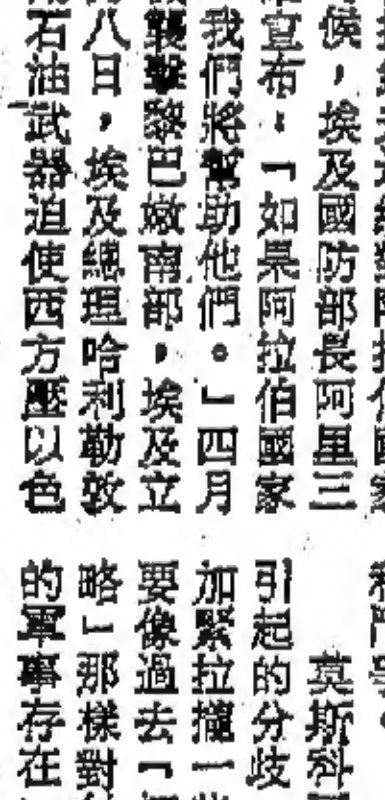 候，埃及國防部長阿里三
宣布：「如果阿拉伯國家
我們將幫助他們。」四月
襲擊黎巴嫩南部，埃及立
八日，埃及總理哈利勒敦
石油武器迫使西方壓以色
莫斯科
引起的分歧
加緊拉攏一些
要像過去「
略」那樣對
的軍事存在